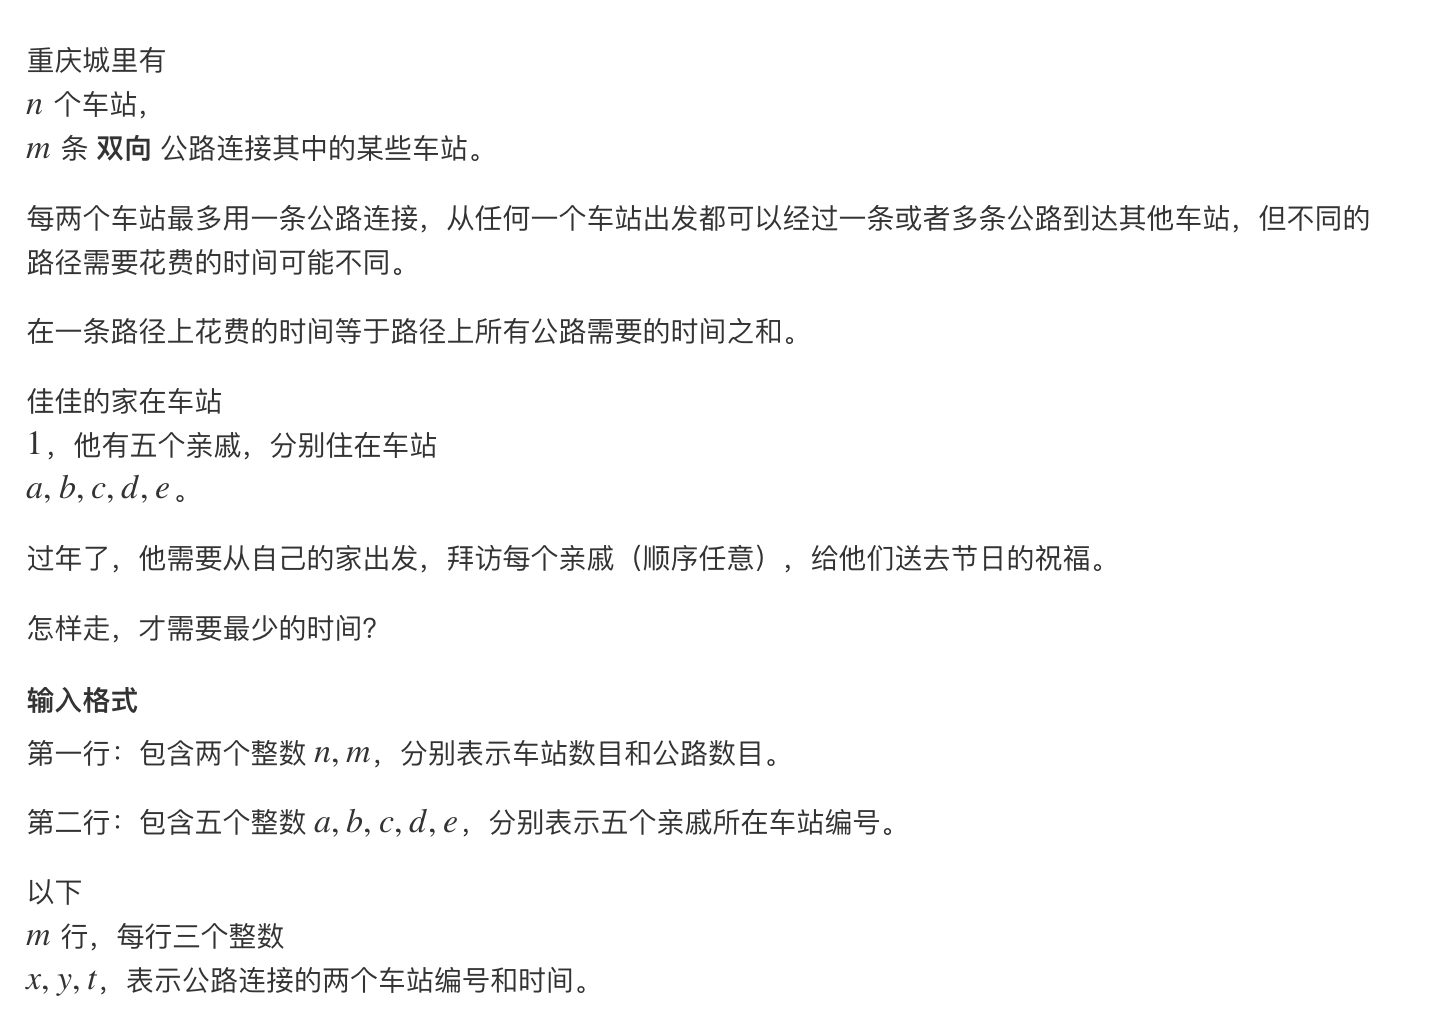 重庆城里有
n 个车站，
m 条 双向 公路连接其中的某些车站。
每两个车站最多用一条公路连接，从任何一个车站出发都可以经过一条或者多条公路到达其他车站，但不同的
路径需要花费的时间可能不同。
在一条路径上花费的时间等于路径上所有公路需要的时间之和。
佳佳的家在车站
1，他有五个亲戚，分别住在车站
a, b, c, d, e。
过年了，他需要从自己的家出发，拜访每个亲戚（顺序任意），给他们送去节日的祝福。
怎样走，才需要最少的时间？
输入格式
第一行：包含两个整数 n, m，分别表示车站数目和公路数目。
第二行：包含五个整数 a, b, c, d, e，分别表示五个亲戚所在车站编号。
以下
m 行，每行三个整数
x, y, t，表示公路连接的两个车站编号和时间。